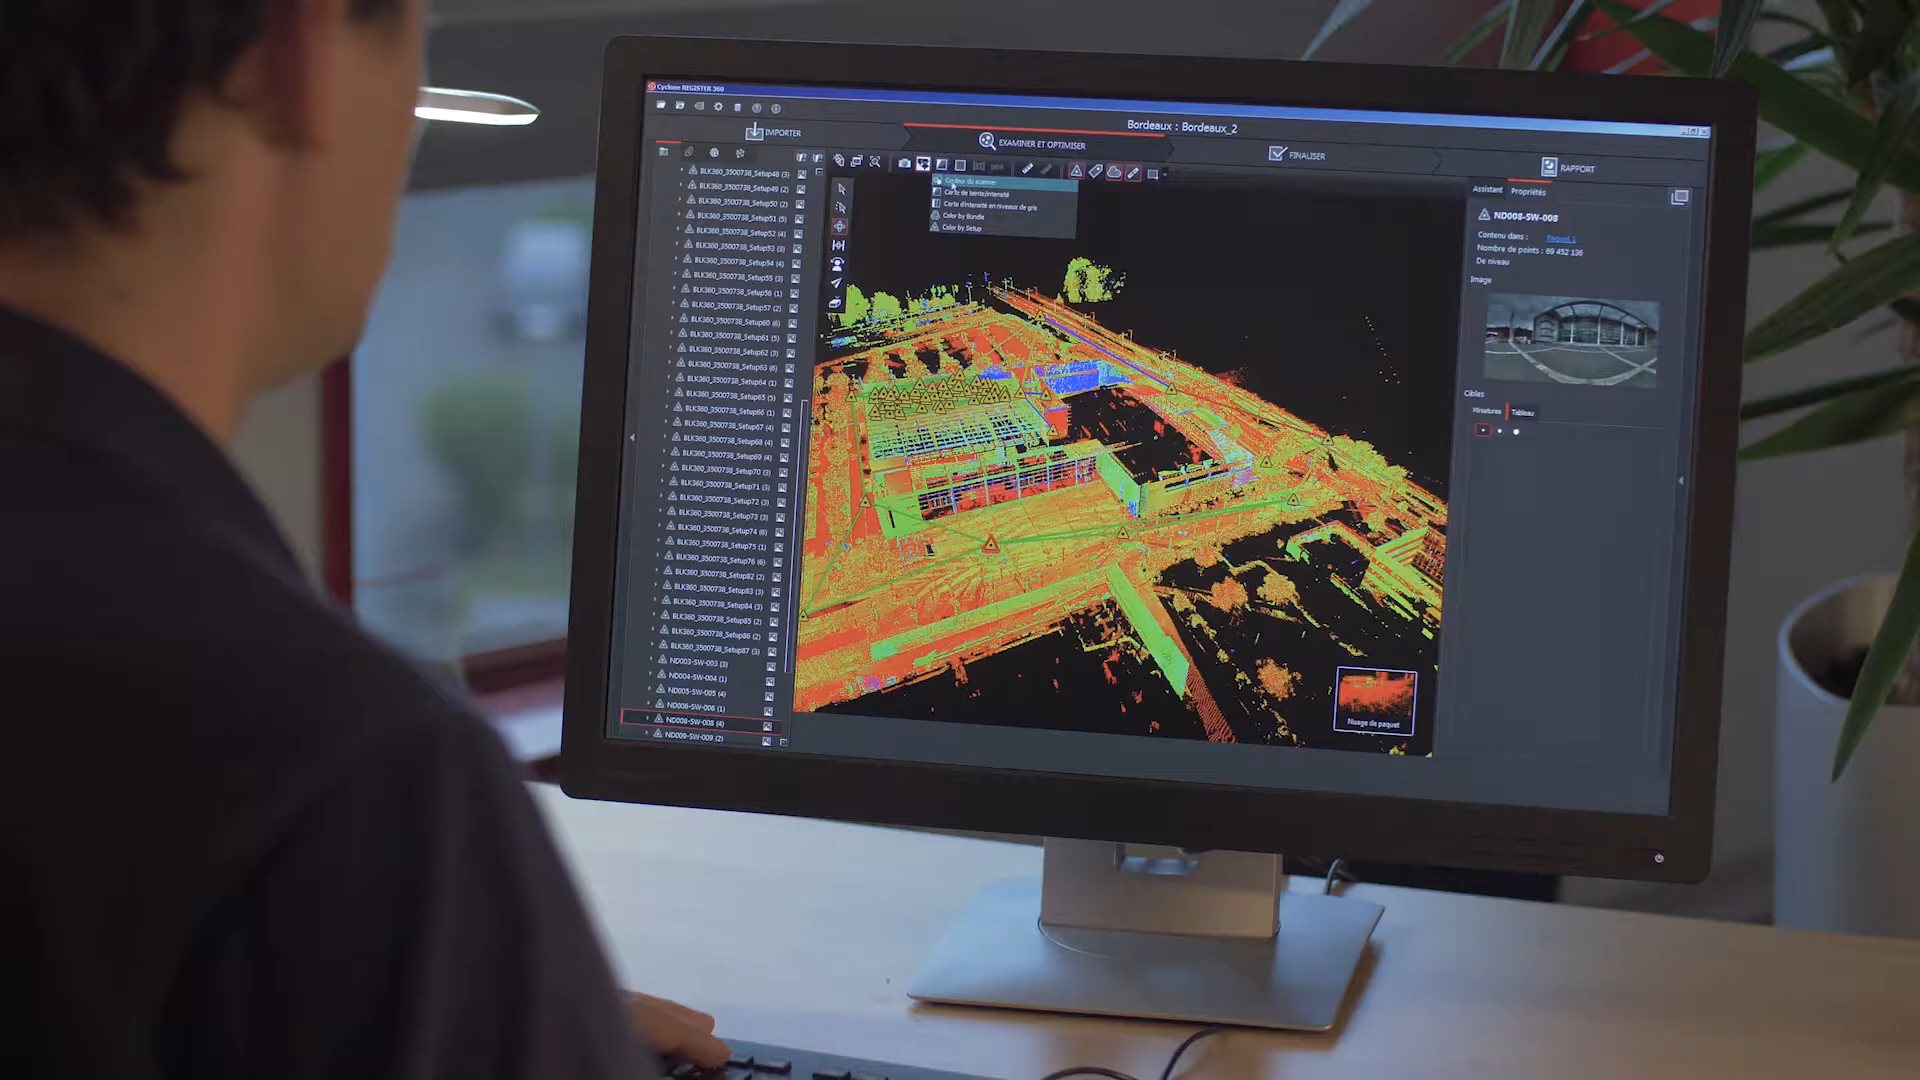 Cyclone REGISTER 360
Bordeaux : Bordeaux_2
IMPORTER
EXAMINER ET OPTIMISER
FINALISER
RAPPORT
BLK360_3500738_Setup48 (3)
BLK360_3500738_Setup49 (2)
BLK360_3500738_Setup50 (2)
BLK360_3500738_Setup51 (5)
BLK360_3500738_Setup52 (4)
BLK360_3500738_Setup53 (3)
BLK360_3500738_Setup54 (4)
BLK360_3500738_Setup55 (3)
BLK360_3500738_Setup56 (1)
BLK360_3500738_Setup57 (2)
BLK360_3500738_Setup60 (6)
BLK360_3500738_Setup61 (5)
BLK360_3500738_Setup62 (3)
BLK360_3500738_Setup63 (6)
BLK360_3500738_Setup64 (1)
BLK360_3500738_Setup65 (5)
BLK360_3500738_Setup66 (1)
BLK360_3500738_Setup67 (4)
BLK360_3500738_Setup68 (4)
BLK360_3500738_Setup69 (4)
BLK360_3500738_Setup70 (3)
BLK360_3500738_Setup71 (3)
BLK360_3500738_Setup72 (3)
BLK360_3500738_Setup73 (3)
BLK360_3500738_Setup74 (6)
BLK360_3500738_Setup75 (1)
BLK360_3500738_Setup76 (6)
BLK360_3500738_Setup82 (2)
BLK360_3500738_Setup83 (3)
BLK360_3500738_Setup84 (3)
BLK360_3500738_Setup85 (2)
BLK360_3500738_Setup86 (2)
BLK360_3500738_Setup87 (3)
ND003-SW-003 (3)
ND004-SW-004 (1)
ND005-SW-005 (4)
ND006-SW-006 (1)
ND008-SW-008 (4)
ND009-SW-009 (2)
Couleur du scanner
Carte de teinte/intensité
Carte d'intensité en niveaux de gris
Color by Bundle
Color by Setup
Nuage de paquet
Assistant
Propriétés
ND008-SW-008
Contenu dans : Paquet 1
Nombre de points : 69 452 136
De niveau
Image
Cibles
Miniatures
Tableau